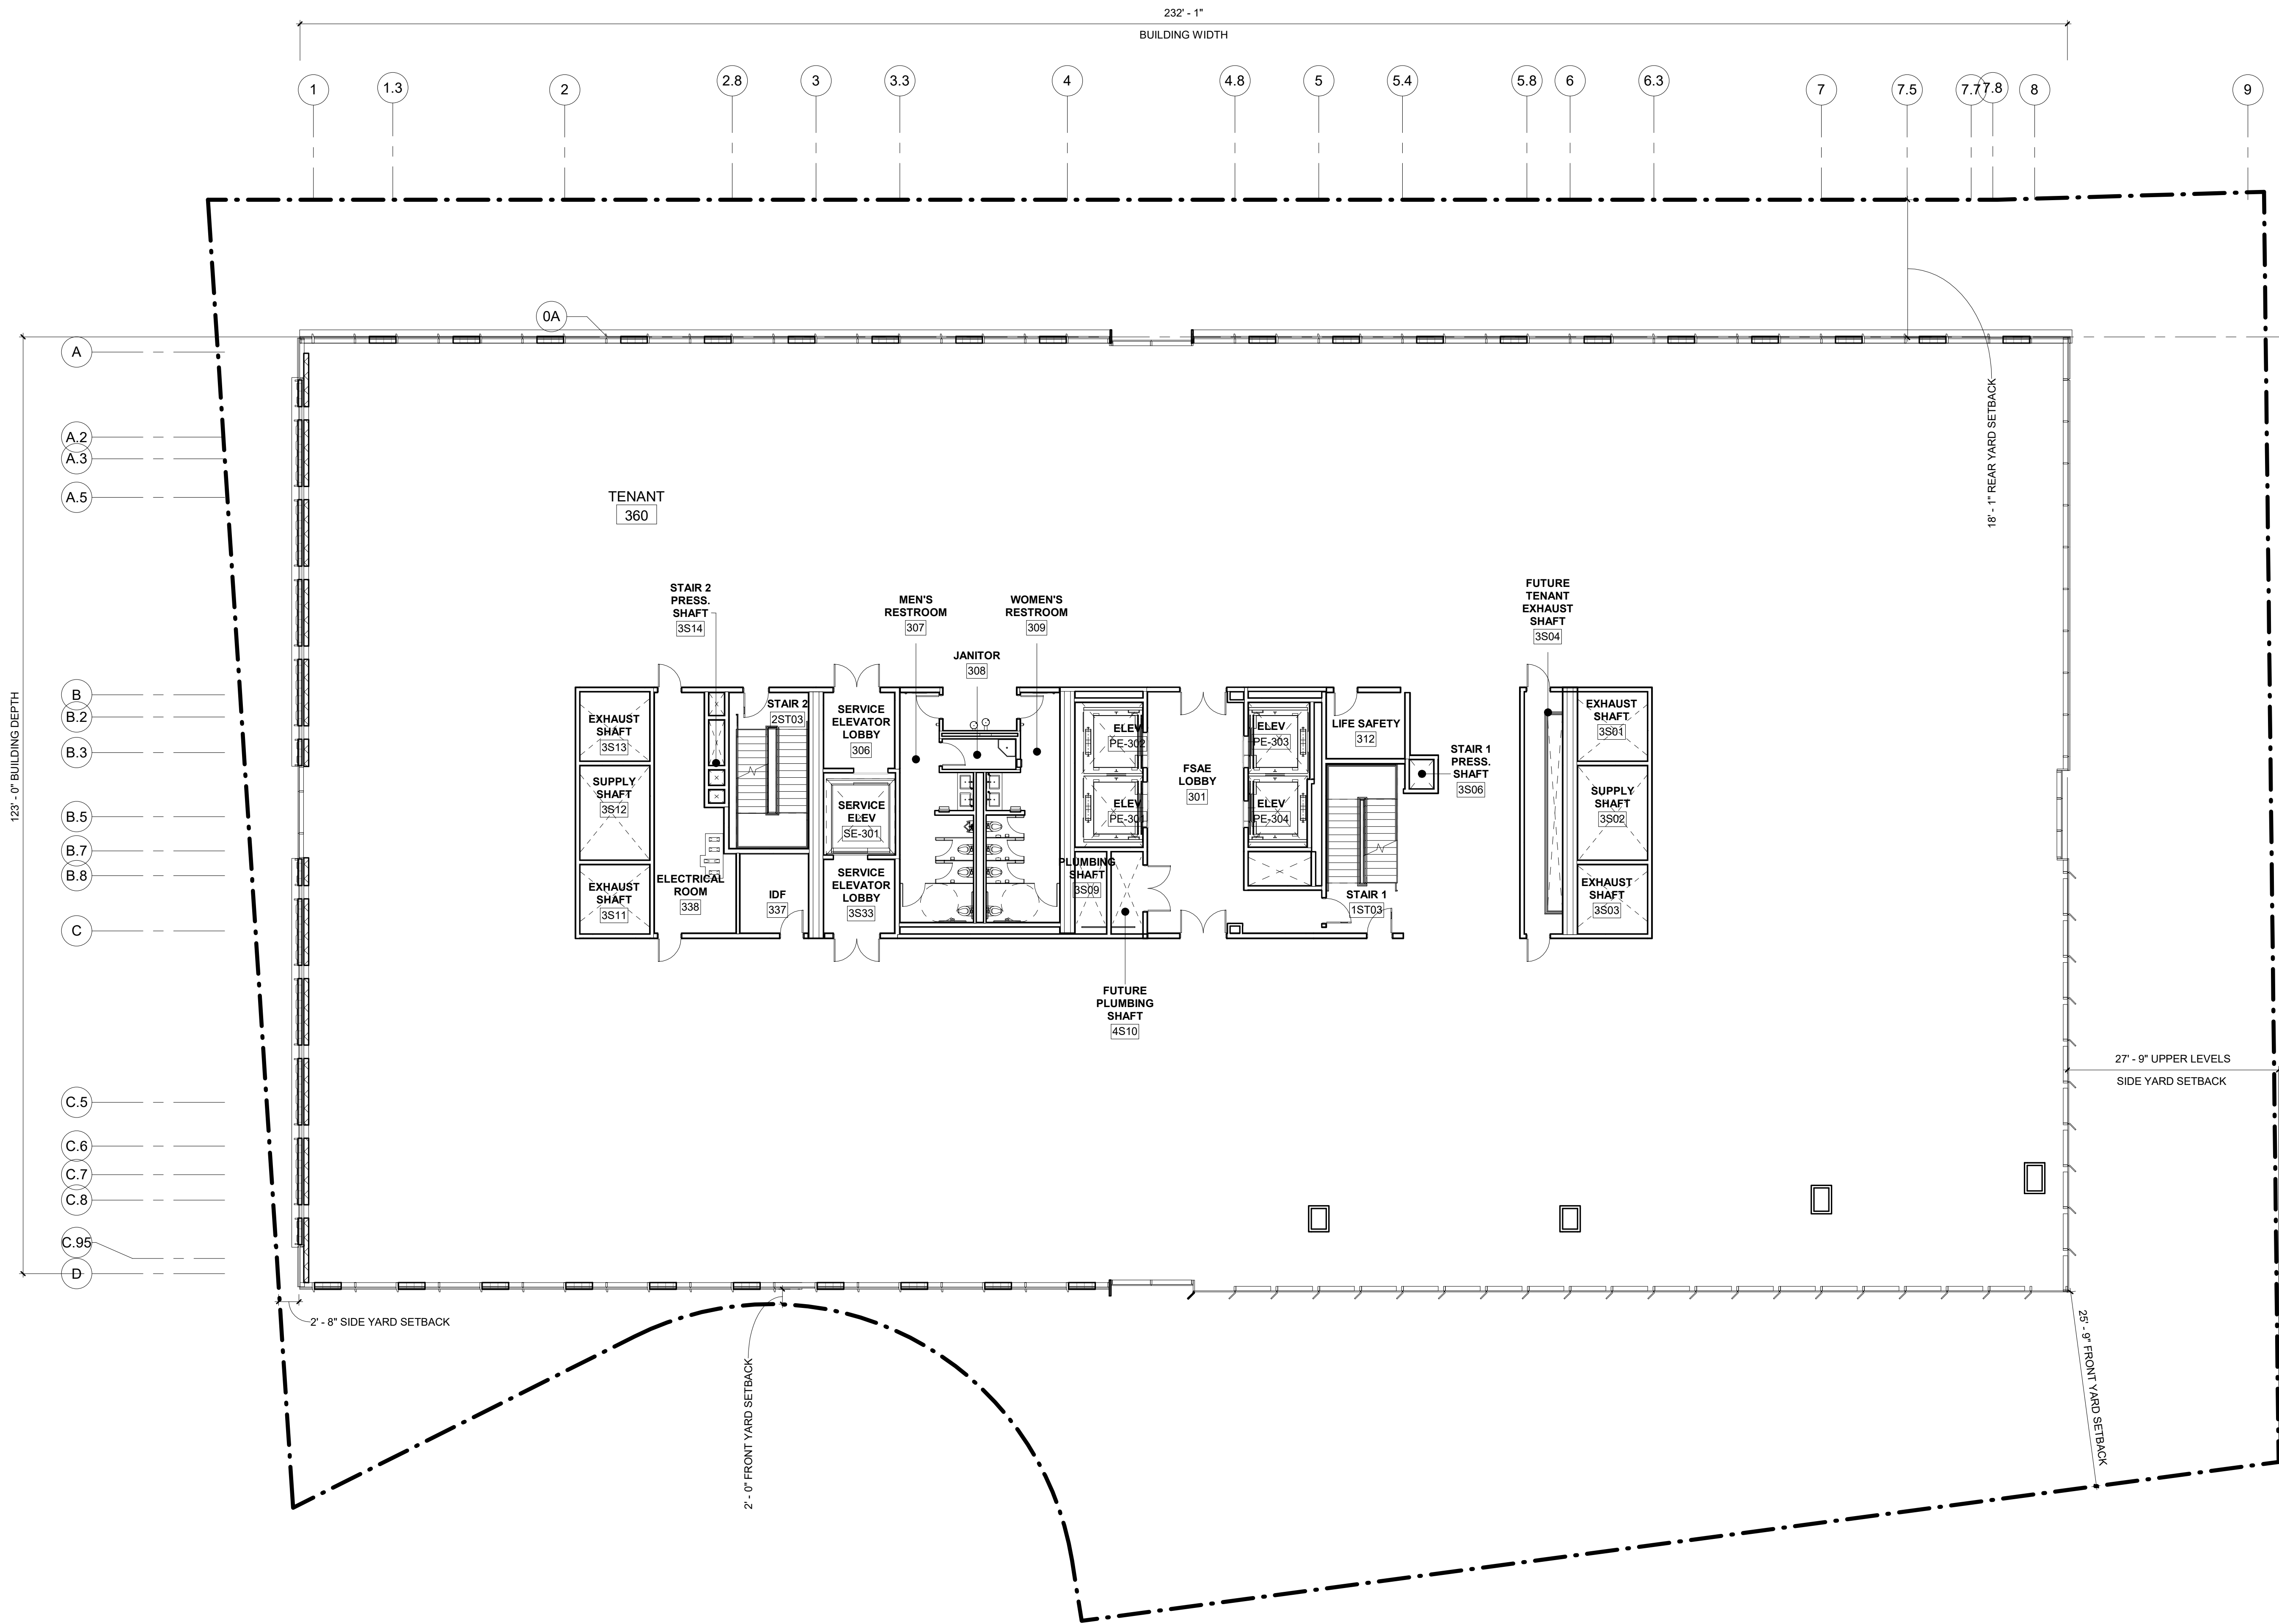 232' - 1"
BUILDING WIDTH
1
1.3
2
2.8
3
3.3
4
4.8
5
5.4
5.8
6
6.3
7
7.5
7.7
7.8
8
9
0A
A
A.2
A.3
A.5
B
B.2
B.3
B.5
B.7
B.8
C
C.5
C.6
C.7
C.8
C.95
D
123' - 0" BUILDING DEPTH
18' - 1" REAR YARD SETBACK
TENANT
360
STAIR 2
PRESS.
SHAFT
3S14
MEN'S
RESTROOM
307
WOMEN'S
RESTROOM
309
JANITOR
308
FUTURE
TENANT
EXHAUST
SHAFT
3S04
EXHAUST
SHAFT
3S13
SUPPLY
SHAFT
3S12
EXHAUST
SHAFT
3S11
ELECTRICAL
ROOM
338
STAIR 2
2ST03
IDF
337
SERVICE
ELEVATOR
LOBBY
306
SERVICE
ELEV
SE-301
SERVICE
ELEVATOR
LOBBY
3S33
ELEV
PE-302
ELEV
PE-301
PLUMBING
SHAFT
3S09
FSAE
LOBBY
301
ELEV
PE-303
ELEV
PE-304
LIFE SAFETY
312
STAIR 1
PRESS.
SHAFT
3S06
STAIR 1
1ST03
EXHAUST
SHAFT
3S01
SUPPLY
SHAFT
3S02
EXHAUST
SHAFT
3S03
FUTURE
PLUMBING
SHAFT
4S10
27' - 9" UPPER LEVELS
SIDE YARD SETBACK
2' - 8" SIDE YARD SETBACK
2' - 0" FRONT YARD SETBACK
25' - 9" FRONT YARD SETBACK